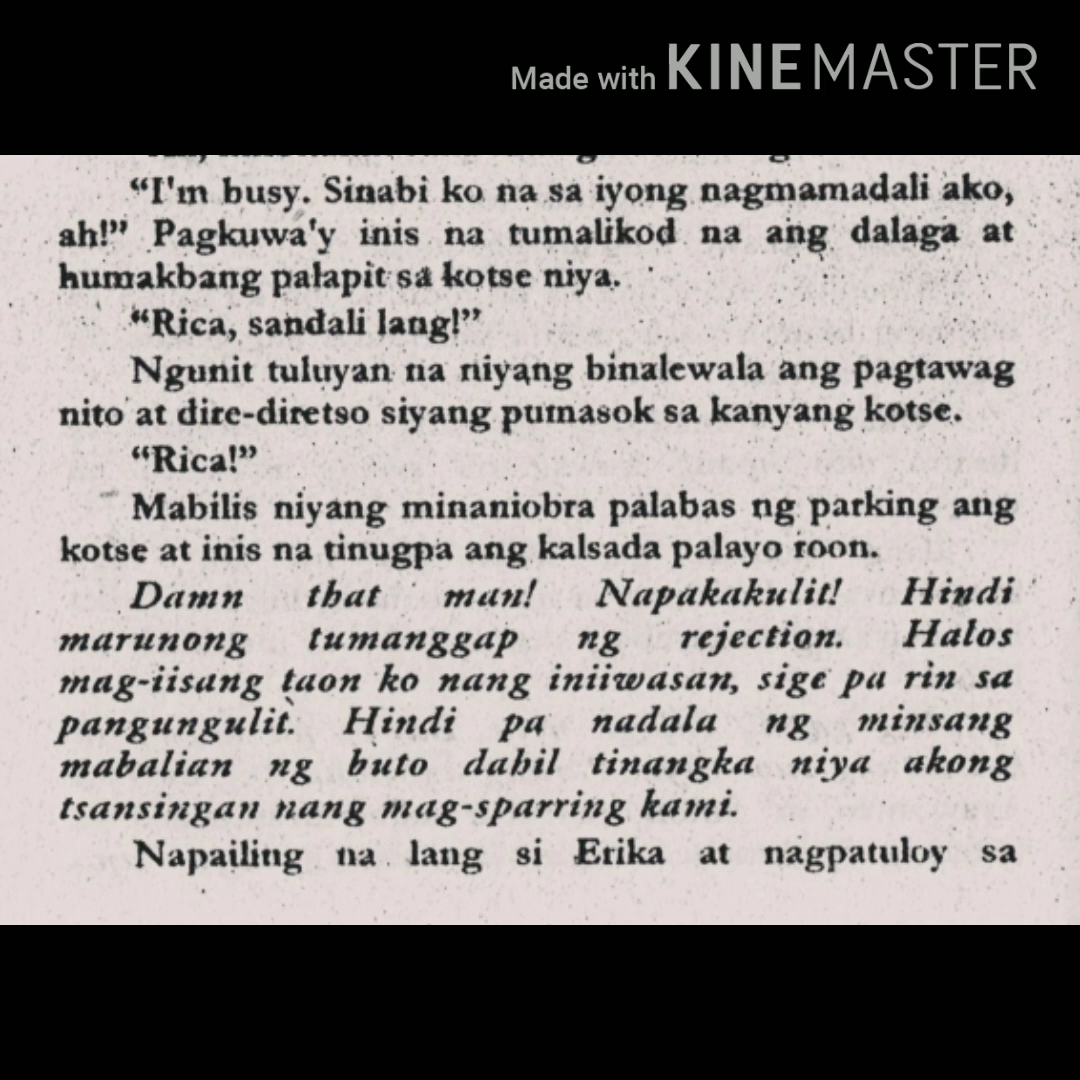 Made with KINEMASTER
“I'm busy. Sinabi ko na sa iyong nagmamadali ako,
ah!” Pagkuwa'y inis na tumalikod na ang dalaga at
humakbang palapit sa kotse niya.
“Rica, sandali lang!”
Ngunit tuluyan na niyang binalewala ang pagtawag
nito at dire-diretso siyang pumasok sa kanyang kotse.
“Rica!”
Mabilis niyang minaniobra palabas ng parking ang
kotse at inis na tinugpa ang kalsada palayo roon.
Damn that man! Napakakulit! Hindi
marunong tumanggap ng rejection. Halos
mag-iisang taon ko nang iniiwasan, sige pa rin sa
pangungulit. Hindi pa nadala ng minsang
mabalian ng buto dahil tinangka niya akong
tsansingan nang mag-sparring kami.
Napailing na lang si Erika at nagpatuloy sa